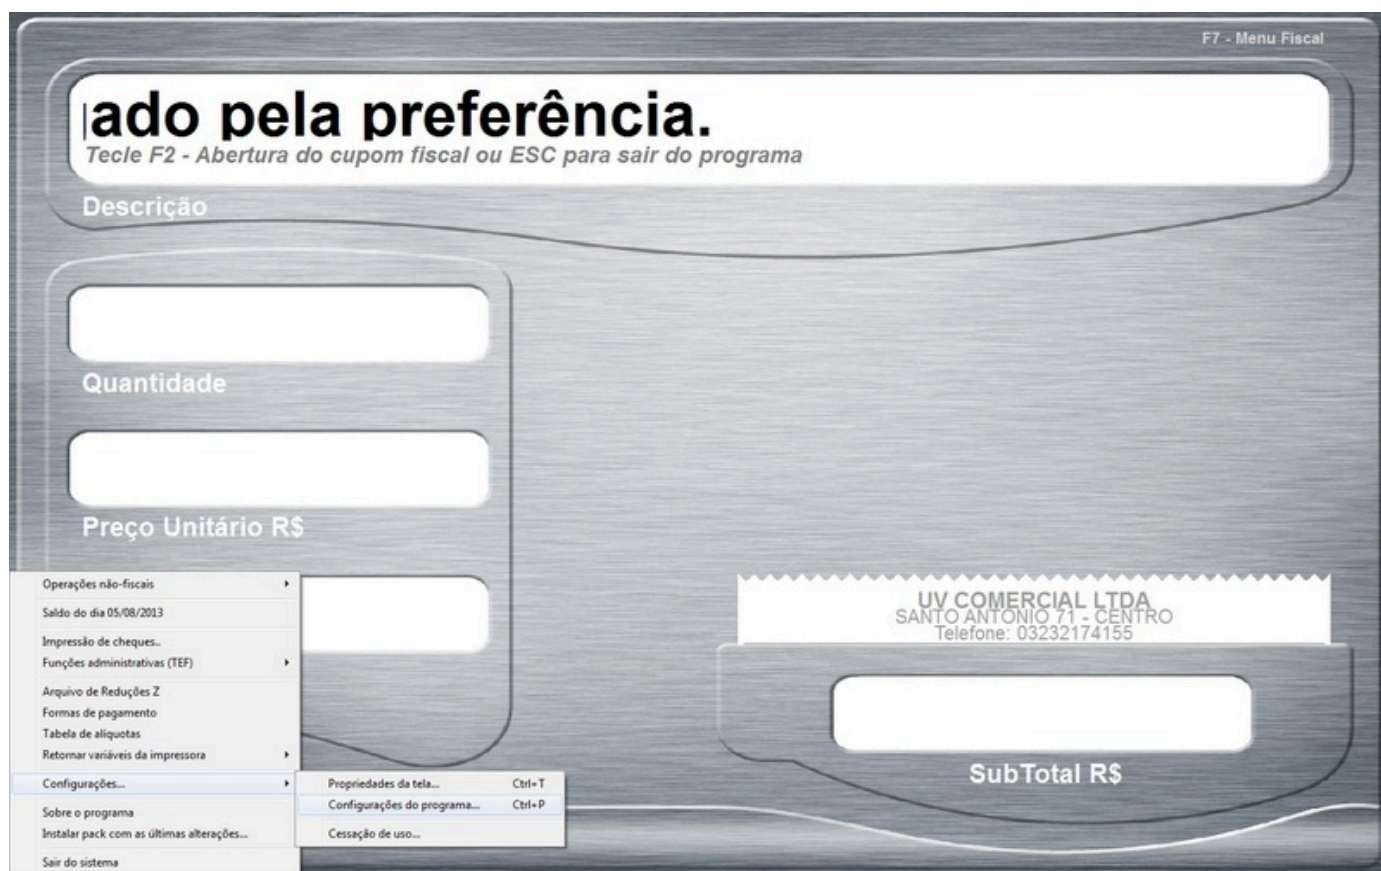 F7 - Menu Fiscal
ado pela preferência.
Tecle F2 - Abertura do cupom fiscal ou ESC para sair do programa
Descrição
Quantidade
Preço Unitário R$
Operações não-fiscais
Saldo do dia 05/08/2013
Impressão de cheques..
Funções administrativas (TEF)
Arquivo de Reduções Z
Formas de pagamento
Tabela de alíquotas
Retornar variáveis da impressora
Configurações...
Sobre o programa
Instalar pack com as últimas alterações...
Sair do sistema
Propriedades da tela... Ctrl+T
Configurações do programa... Ctrl+P
Cessação de uso...
UV COMERCIAL LTDA
SANTO ANTONIO 71 - CENTRO
Telefone: 03232174155
SubTotal R$